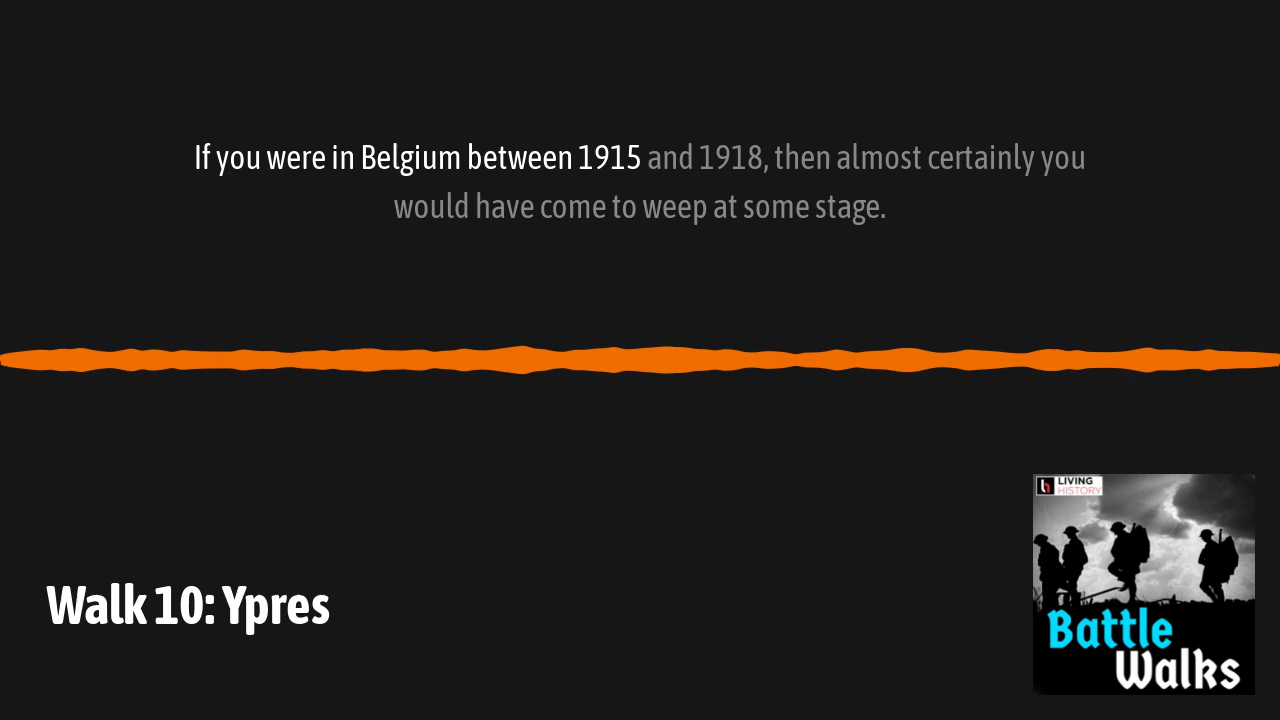 If you were in Belgium between 1915 and 1918, then almost certainly you
would have come to weep at some stage.
Walk 10: Ypres
LIVING
HISTORY
Battle
Walks